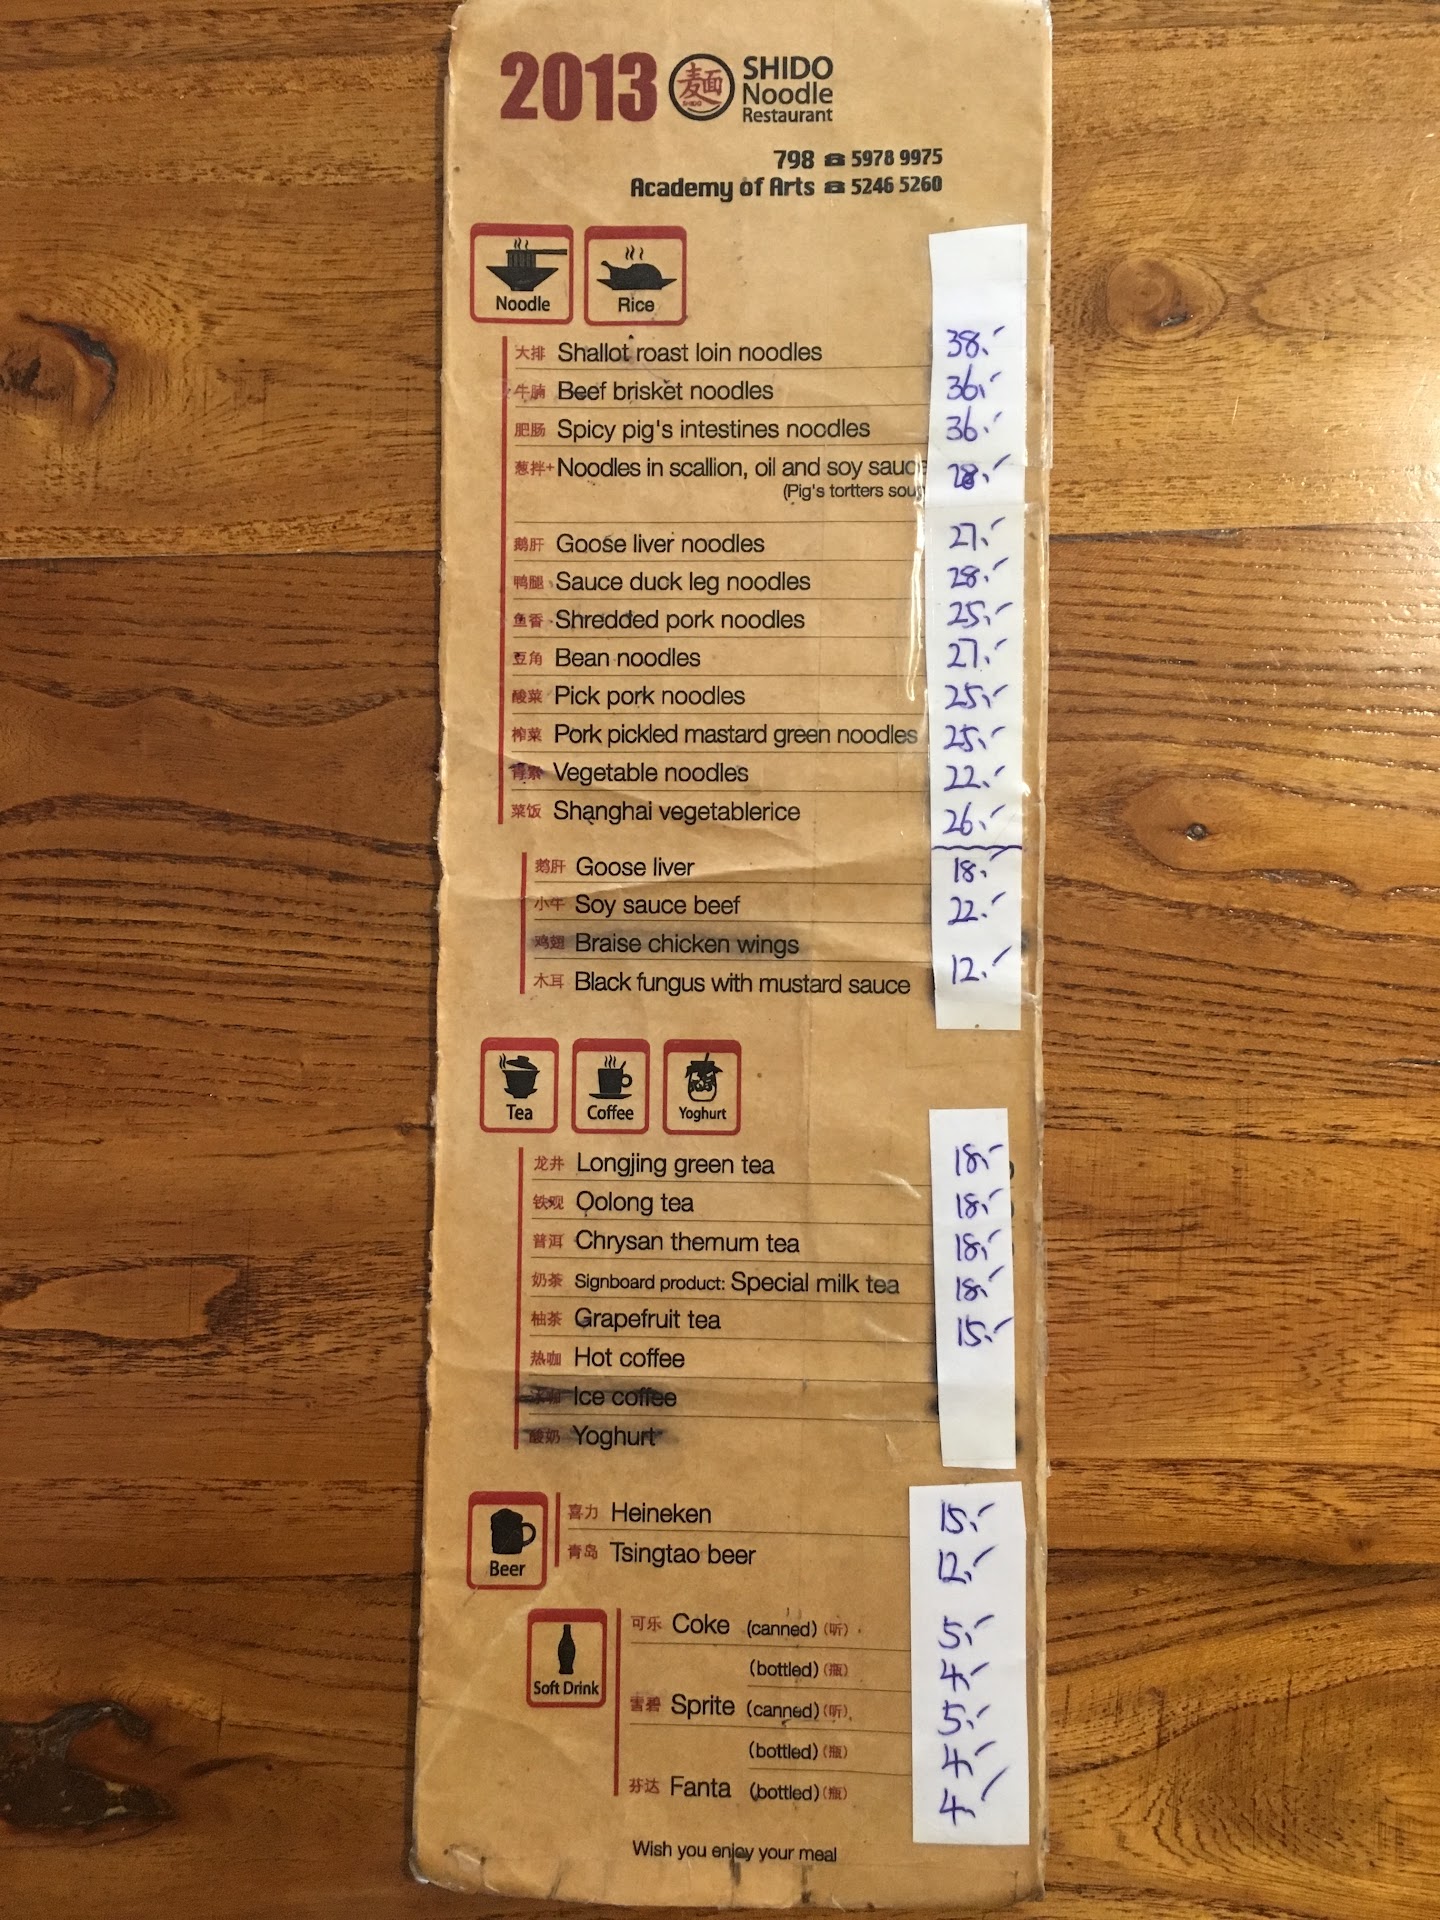 2013 麵 SHIDO
SHIDO Noodle
Restaurant
798 ☎ 5978 9975
Academy of Arts ☎ 5246 5260
Noodle Rice
大排 Shallot roast loin noodles 38.-
牛腩 Beef brisket noodles 36.-
肥肠 Spicy pig's intestines noodles 36.-
葱拌+ Noodles in scallion, oil and soy sauce 28.-
(Pig's tortters soup
鹅肝 Goose liver noodles 27.-
鸭腿 Sauce duck leg noodles 28.-
鱼香 Shredded pork noodles 25.-
豆角 Bean noodles 27.-
酸菜 Pick pork noodles 25.-
榨菜 Pork pickled mastard green noodles 25.-
Vegetable noodles 22.-
菜饭 Shanghai vegetablerice 26.-
鹅肝 Goose liver 18.-
小牛 Soy sauce beef 22.-
鸡翅 Braise chicken wings
木耳 Black fungus with mustard sauce 12.-
Tea Coffee Yoghurt
龙井 Longjing green tea 18.-
铁观 Oolong tea 18.-
普洱 Chrysan themum tea 18.-
奶茶 Signboard product: Special milk tea 18.-
柚茶 Grapefruit tea 15.-
热咖 Hot coffee
Ice coffee
酸奶 Yoghurt
喜力 Heineken 15.-
Beer
青岛 Tsingtao beer 12.-
可乐 Coke (canned) (听) 5.-
Soft Drink
(bottled) (瓶) 4.-
雪碧 Sprite (canned) (听) 5.-
(bottled) (瓶) 4.-
芬达 Fanta (bottled) (瓶) 4.-
Wish you enjoy your meal